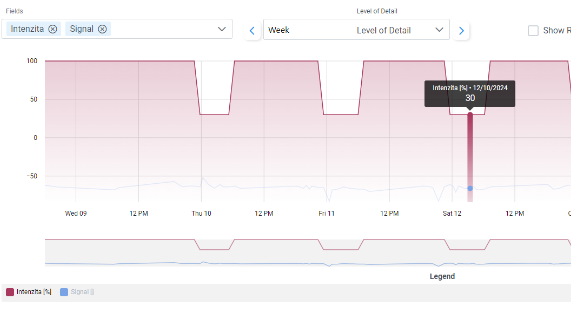 Fields
Level of Detail
Intenzita
Signal
Week
Level of Detail
Show R
100
50
0
-50
Intenzita [%] • 12/10/2024
30
Wed 09
12 PM
Thu 10
12 PM
Fri 11
12 PM
Sat 12
12 PM
Legend
Intenzita [%]
Signal []